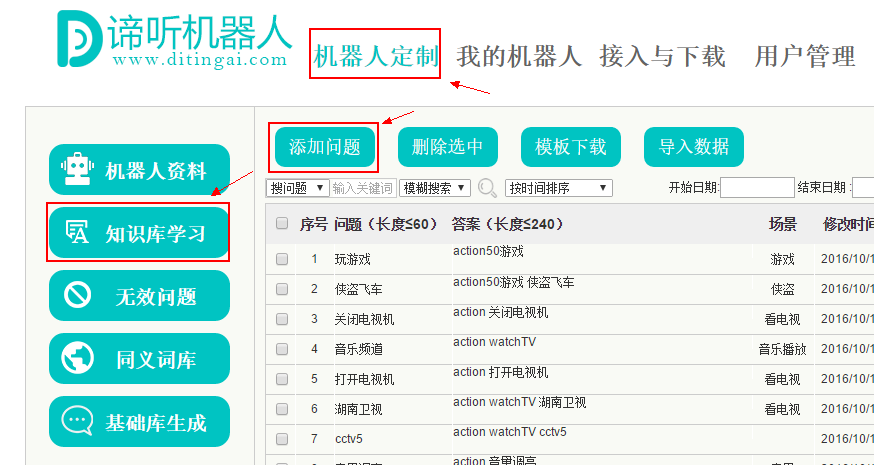 谛听机器人
www.ditingai.com
机器人定制 我的机器人 接入与下载 用户管理
机器人资料
知识库学习
无效问题
同义词库
基础库生成
添加问题 删除选中 模板下载 导入数据
搜问题 输入关键词 模糊搜索 按时间排序 开始日期: 结束日期:
序号 问题（长度≤60） 答案（长度≤240） 场景 修改时间
1 玩游戏 action50游戏 游戏 2016/10/1
2 侠盗飞车 action50游戏 侠盗飞车 侠盗 2016/10/1
3 关闭电视机 action 关闭电视机 看电视 2016/10/1
4 音乐频道 action watchTV 音乐播放 2016/10/1
5 打开电视机 action 打开电视机 看电视 2016/10/1
6 湖南卫视 action watchTV 湖南卫视 看电视 2016/10/1
7 cctv5 action watchTV cctv5 2016/10/1
action 音量调高